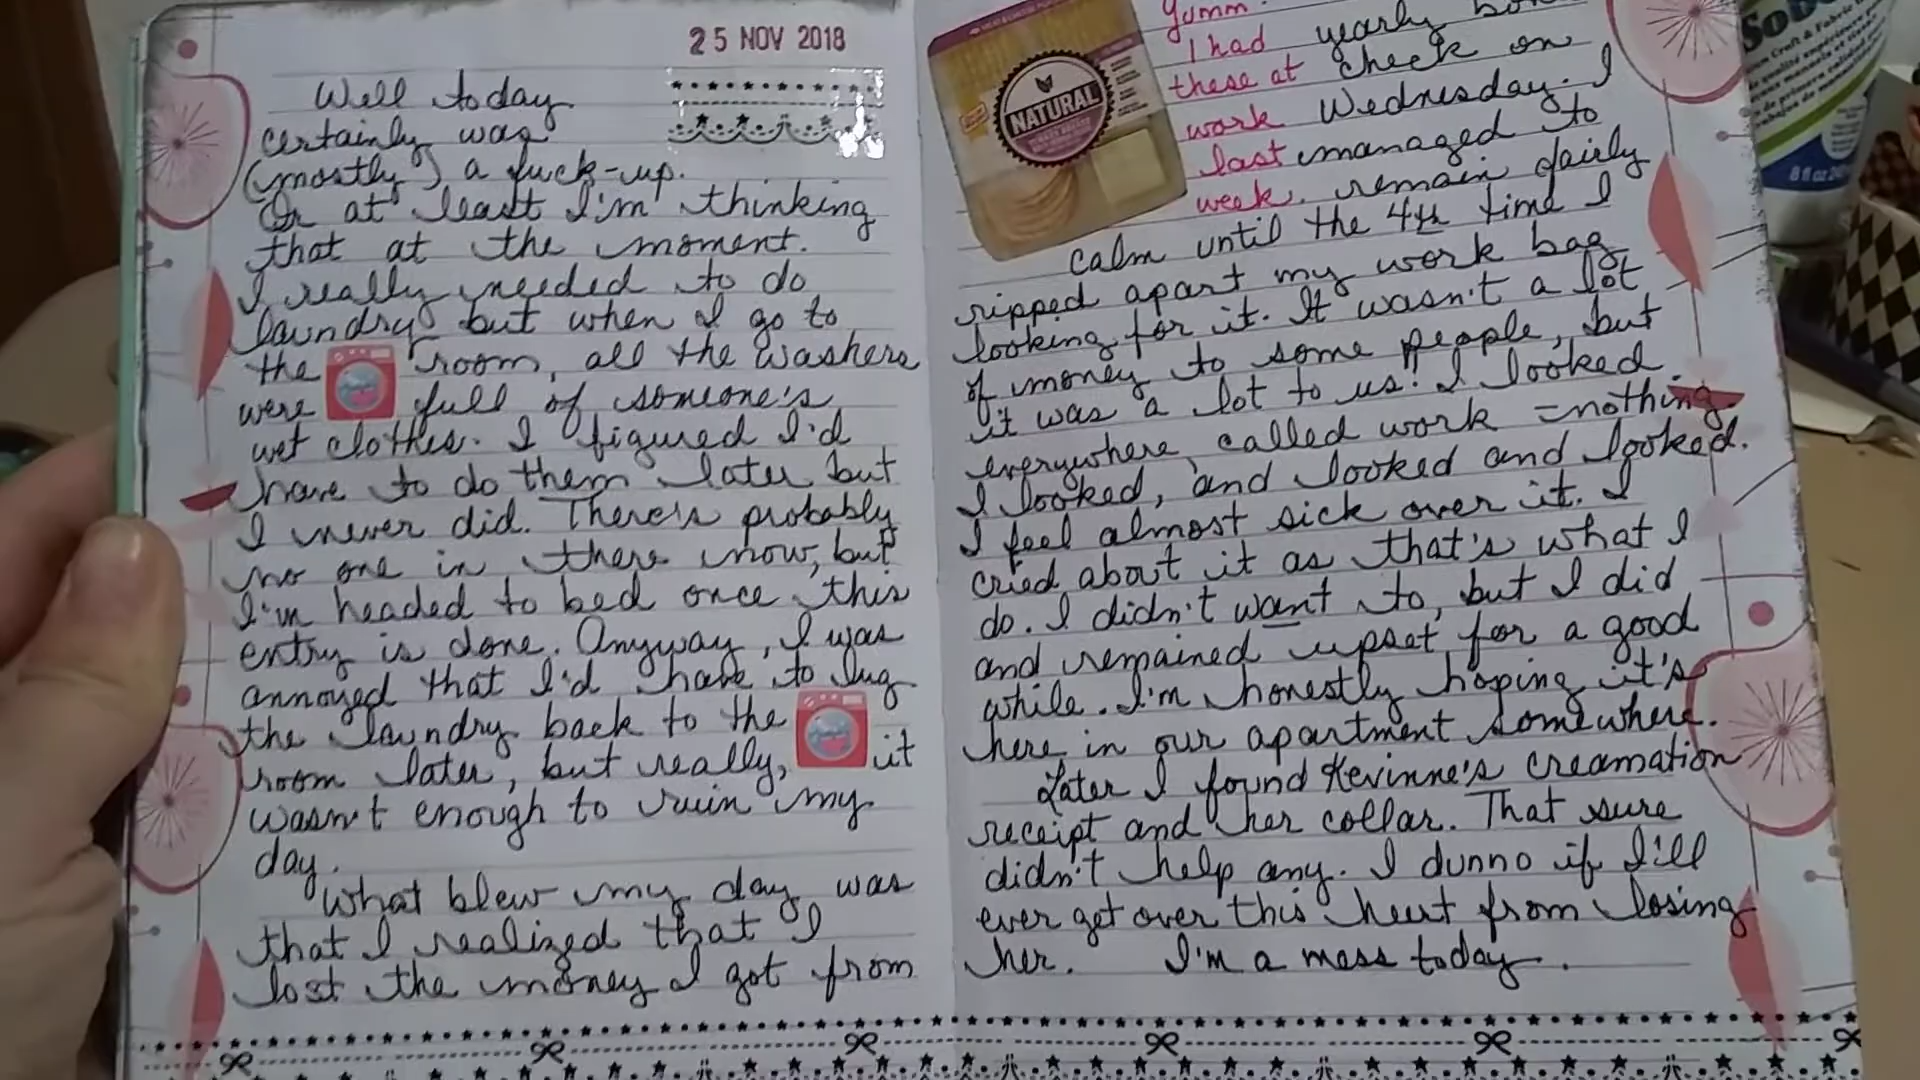 25 NOV 2018
Well today
certainly was
(mostly) a fuck-up.
Or at least I'm thinking
that at the moment.
I really needed to do
laundry but when I go to
the room, all the washers
were full of someone's
wet clothes. I figured I'd
have to do them later but
I never did. There's probably
no one in there now, but
I'm headed to bed once this
entry is done. Anyway, I was
annoyed that I'd have to lug
the laundry back to the
room later, but really, it
wasn't enough to ruin my
day.
What blew my day was
that I realized that I
lost the money I got from
NATURAL
Yumm!
I had
these at
work
last
week.
yearly
check on
Wednesday. I
managed to
remain fairly
calm until the 4th time I
ripped apart my work bag
looking for it. It wasn't a lot
of money to some people, but
it was a lot to us! I looked
everywhere, called work = nothing.
I looked, and looked and looked.
I feel almost sick over it. I
cried about it as that's what I
do. I didn't want to, but I did
and remained upset for a good
while. I'm honestly hoping it's
here in our apartment somewhere.
Later I found Kevinne's creamation
receipt and her collar. That sure
didn't help any. I dunno if I'll
ever get over this hurt from losing
her. I'm a mess today.
8 fl oz